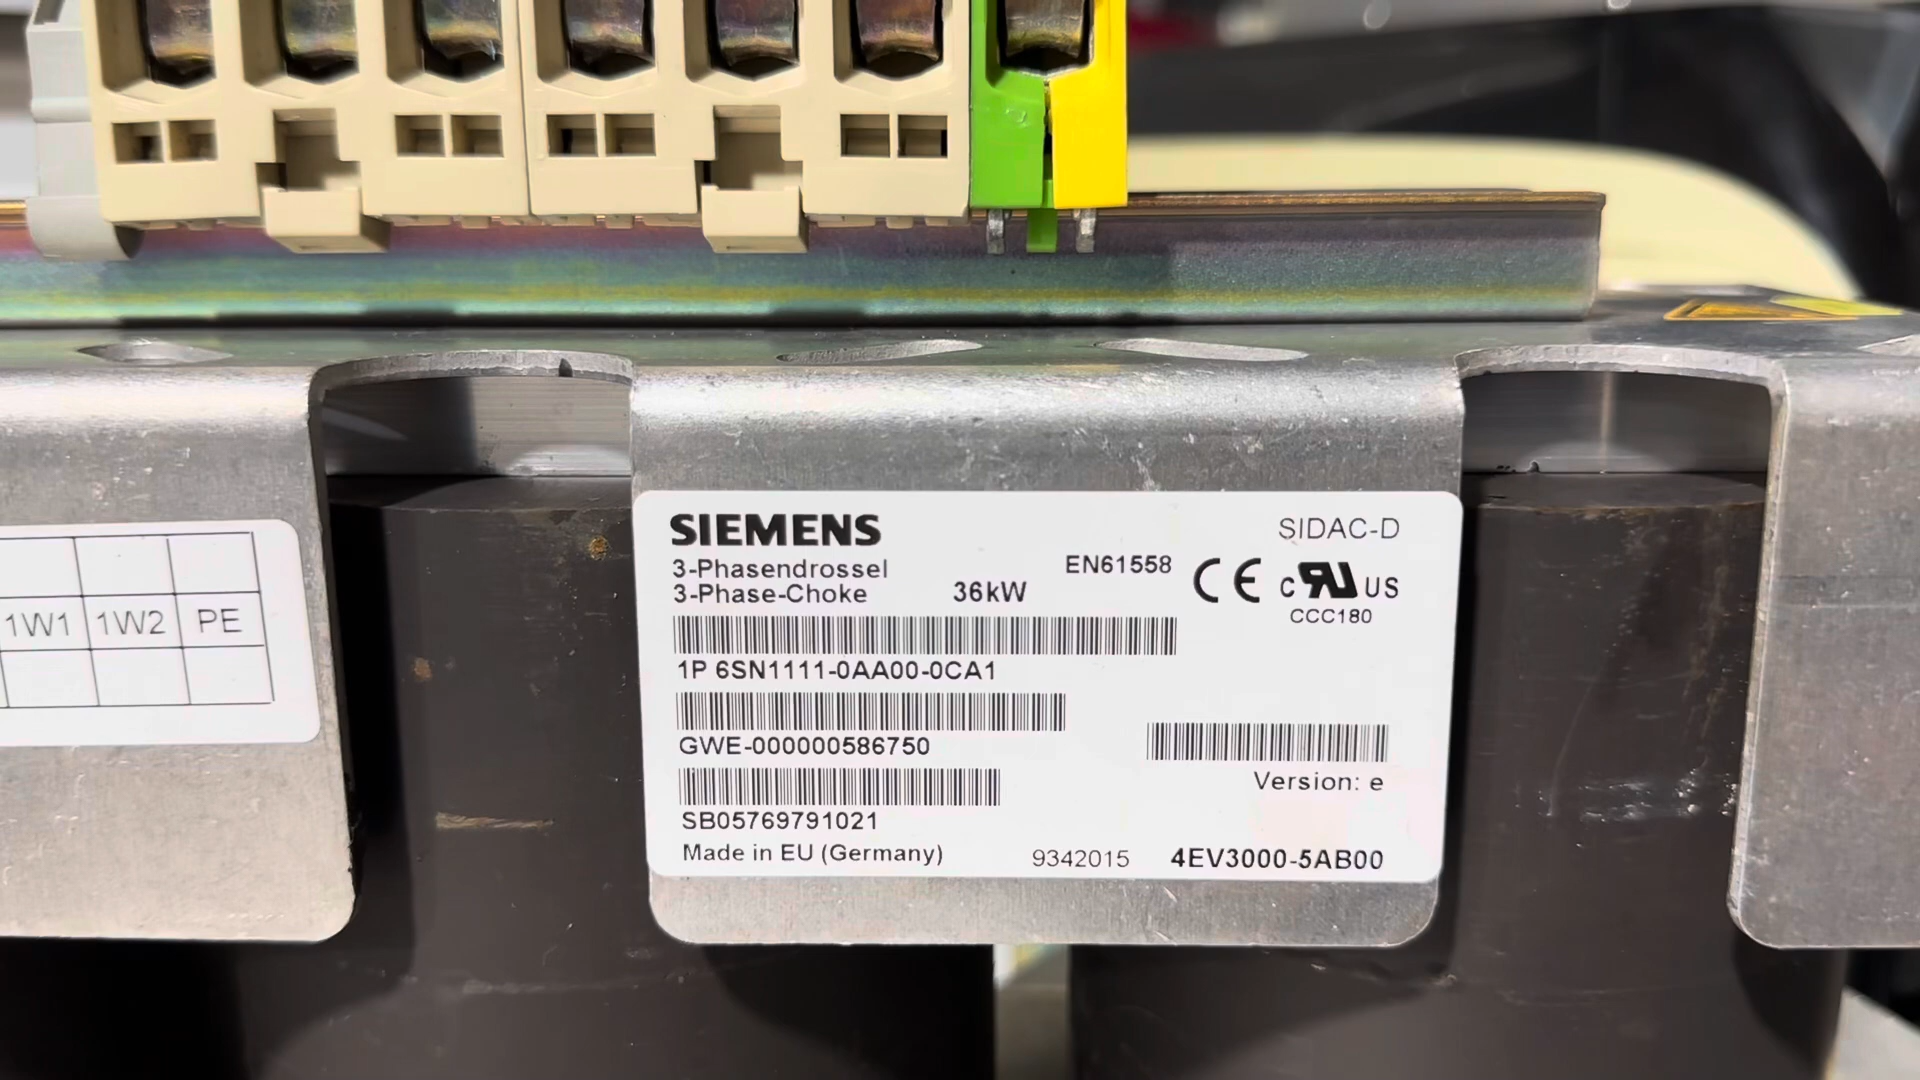 1W1 1W2 PE
SIEMENS
SIDAC-D
3-Phasendrossel
EN61558
3-Phase-Choke 36kW
CE
C RU US
CCC180
1P 6SN1111-0AA00-0CA1
GWE-000000586750
Version: e
SB05769791021
Made in EU (Germany) 9342015 4EV3000-5AB00